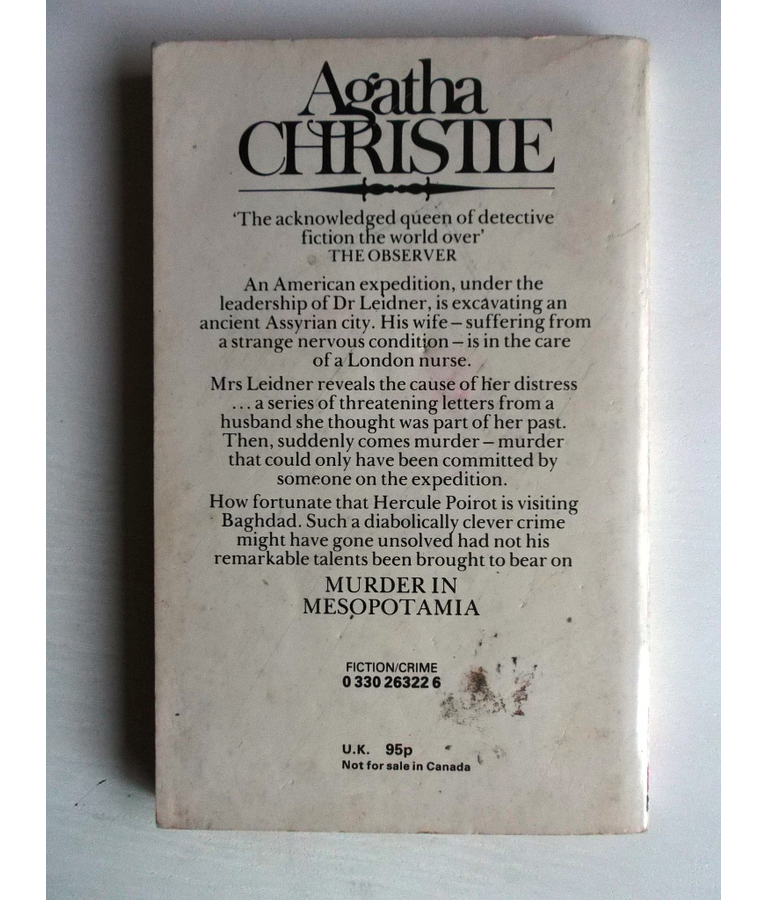 Agatha
CHRISTIE
‘The acknowledged queen of detective
fiction the world over’
THE OBSERVER
An American expedition, under the
leadership of Dr Leidner, is excavating an
ancient Assyrian city. His wife – suffering from
a strange nervous condition – is in the care
of a London nurse.
Mrs Leidner reveals the cause of her distress
... a series of threatening letters from a
husband she thought was part of her past.
Then, suddenly comes murder – murder
that could only have been committed by
someone on the expedition.
How fortunate that Hercule Poirot is visiting
Baghdad. Such a diabolically clever crime
might have gone unsolved had not his
remarkable talents been brought to bear on
MURDER IN
MESOPOTAMIA
FICTION/CRIME
0 330 26322 6
U.K. 95p
Not for sale in Canada